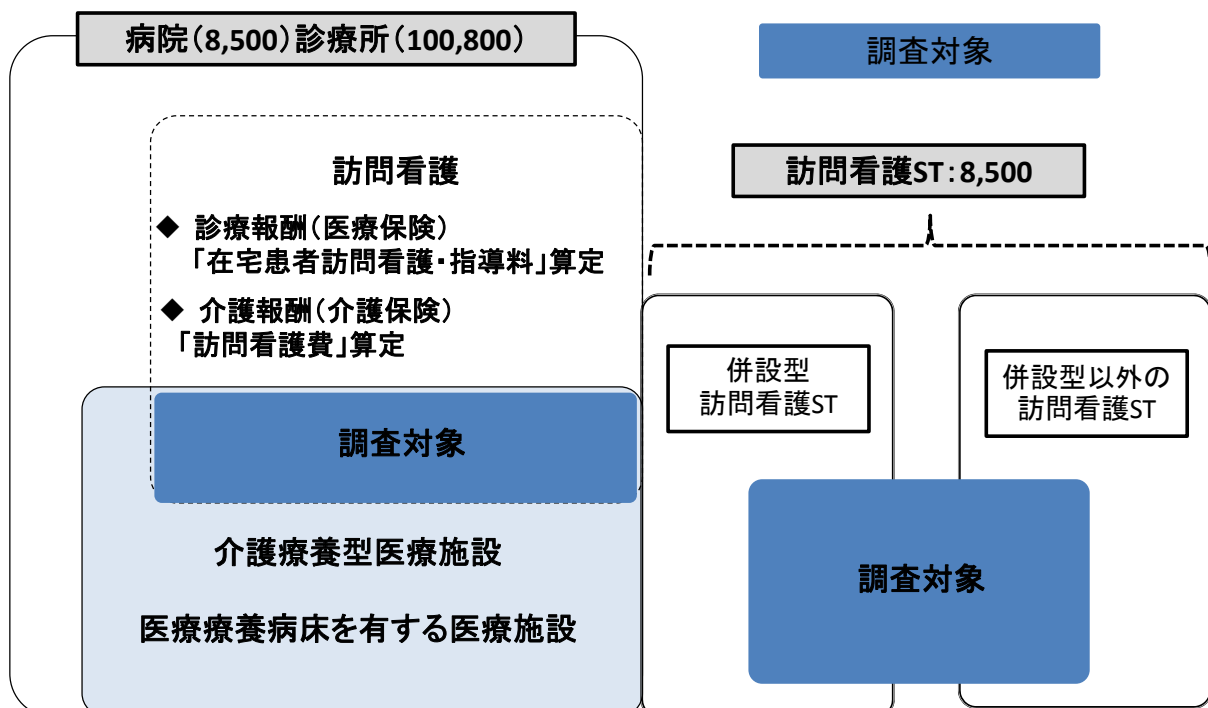 病院(8,500)診療所(100,800)
訪問看護
◆ 診療報酬(医療保険)
「在宅患者訪問看護・指導料」算定
◆ 介護報酬(介護保険)
「訪問看護費」算定
調査対象
介護療養型医療施設
医療療養病床を有する医療施設
調査対象
訪問看護ST:8,500
併設型
訪問看護ST
併設型以外の
訪問看護ST
調査対象